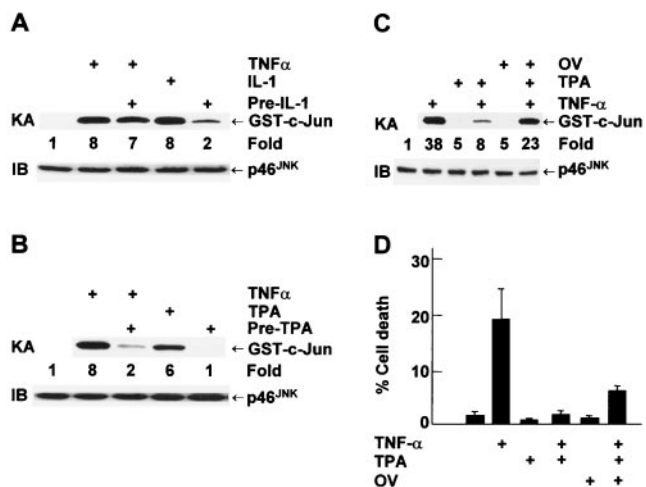 A
+ + TNFα
+ IL-1
+ + Pre-IL-1
KA ← GST-c-Jun
1 8 7 8 2 Fold
IB ← p46JNK
B
+ + TNFα
+ TPA
+ + Pre-TPA
KA ← GST-c-Jun
1 8 2 6 1 Fold
IB ← p46JNK
C
+ + OV
+ + + TPA
+ + + TNF-α
KA ← GST-c-Jun
1 38 5 8 5 23 Fold
IB ← p46JNK
D
30
20
10
0
% Cell death
TNF-α + + +
TPA + + +
OV + +